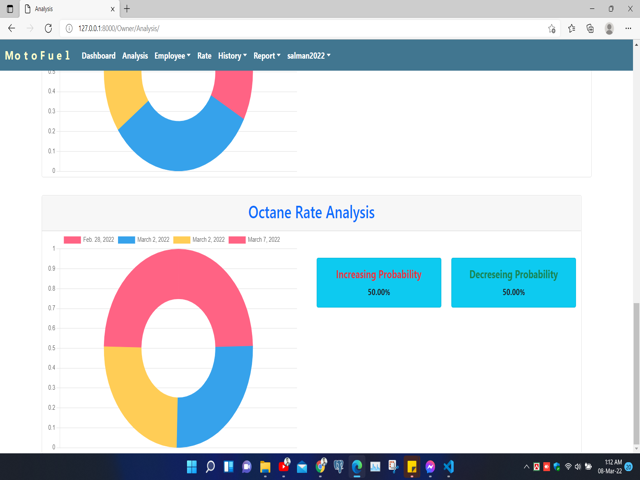 Analysis
127.0.0.1:8000/Owner/Analysis/
MotoFuel Dashboard Analysis Employee Rate History Report salman2022
0.5
0.4
0.3
0.2
0.1
0
Octane Rate Analysis
Feb. 28, 2022 March 2, 2022 March 2, 2022 March 7, 2022
1
0.9
0.8
0.7
0.6
0.5
0.4
0.3
0.2
0.1
0
Increasing Probability
50.00%
Decreseing Probability
50.00%
1:12 AM
08-Mar-22